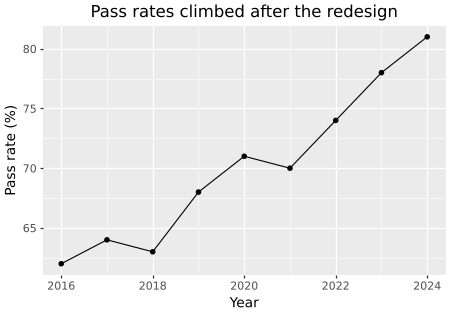 Pass rates climbed after the redesign
80
75
70
65
Pass rate (%)
2016 2018 2020 2022 2024
Year